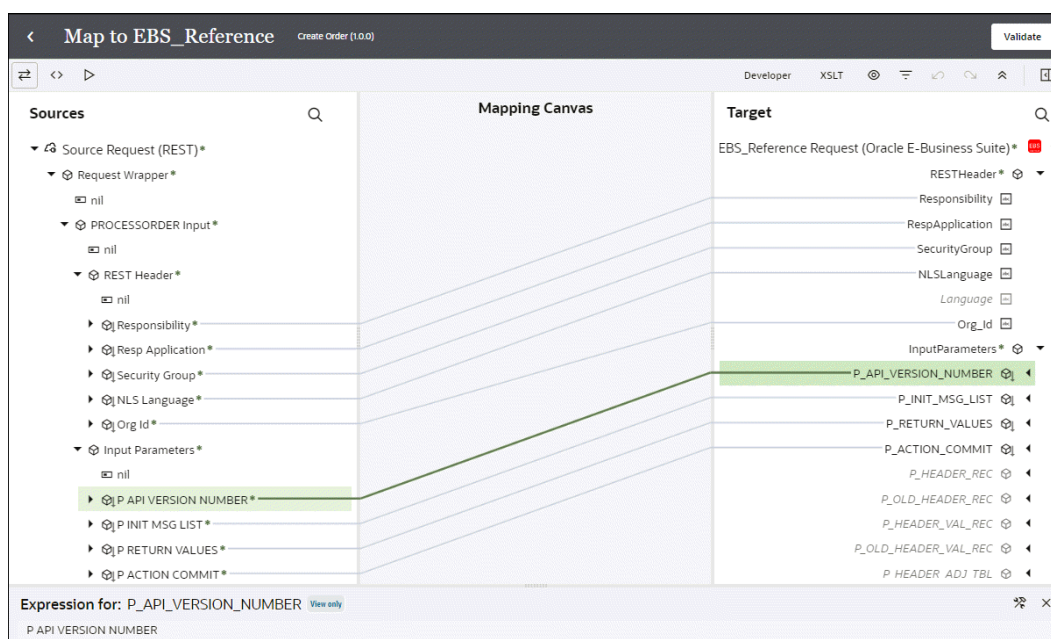 Map to EBS_Reference Create Order (1.0.0) Validate
Developer XSLT
Sources
Source Request (REST)*
Request Wrapper*
nil
PROCESSORDER Input*
nil
REST Header*
nil
Responsibility*
Resp Application*
Security Group*
NLS Language*
Org Id*
Input Parameters*
nil
P API VERSION NUMBER*
P INIT MSG LIST*
P RETURN VALUES*
P ACTION COMMIT*
Mapping Canvas
Target
EBS_Reference Request (Oracle E-Business Suite)* EBS
RESTHeader*
Responsibility
RespApplication
SecurityGroup
NLSLanguage
Language
Org_Id
InputParameters*
P_API_VERSION_NUMBER
P_INIT_MSG_LIST
P_RETURN_VALUES
P_ACTION_COMMIT
P_HEADER_REC
P_OLD_HEADER_REC
P_HEADER_VAL_REC
P_OLD_HEADER_VAL_REC
P_HEADER_ADJ_TBL
Expression for: P_API_VERSION_NUMBER View only
P API VERSION NUMBER